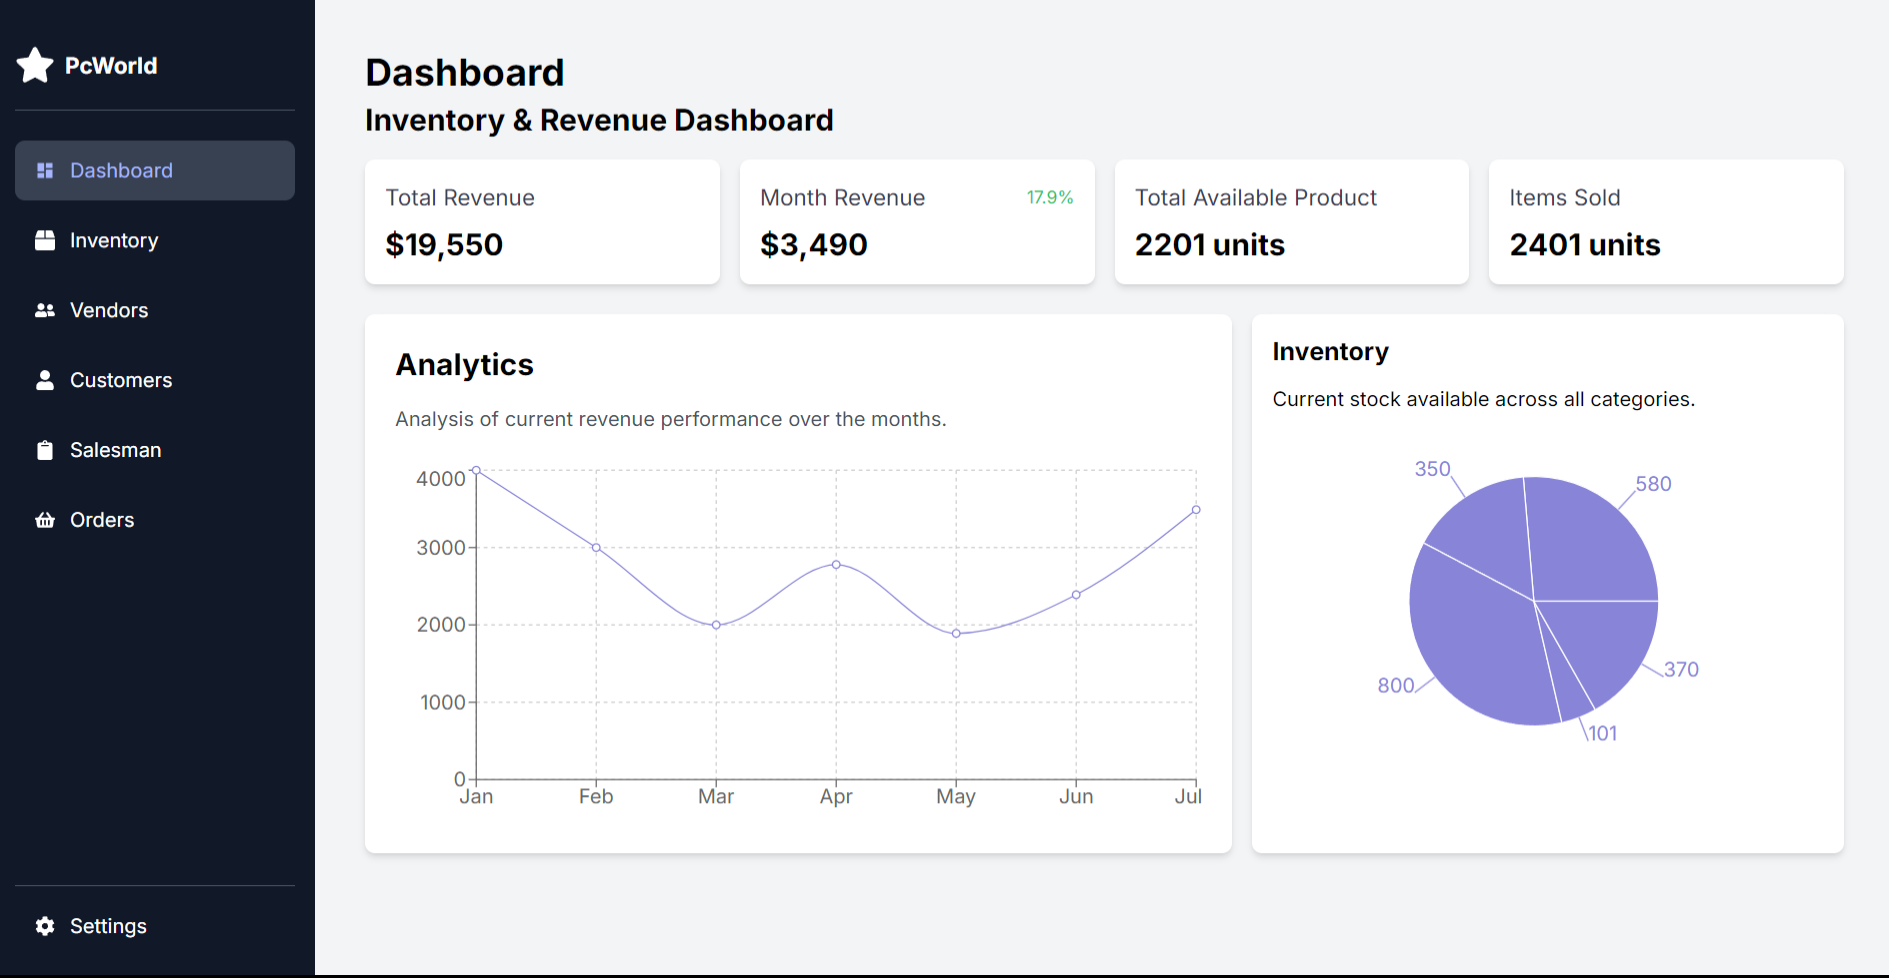 PcWorld
Dashboard
Inventory
Vendors
Customers
Salesman
Orders
Settings
Dashboard
Inventory & Revenue Dashboard
Total Revenue
$19,550
Month Revenue 17.9%
$3,490
Total Available Product
2201 units
Items Sold
2401 units
Analytics
Analysis of current revenue performance over the months.
4000
3000
2000
1000
0
Jan Feb Mar Apr May Jun Jul
Inventory
Current stock available across all categories.
350
580
800
370
101